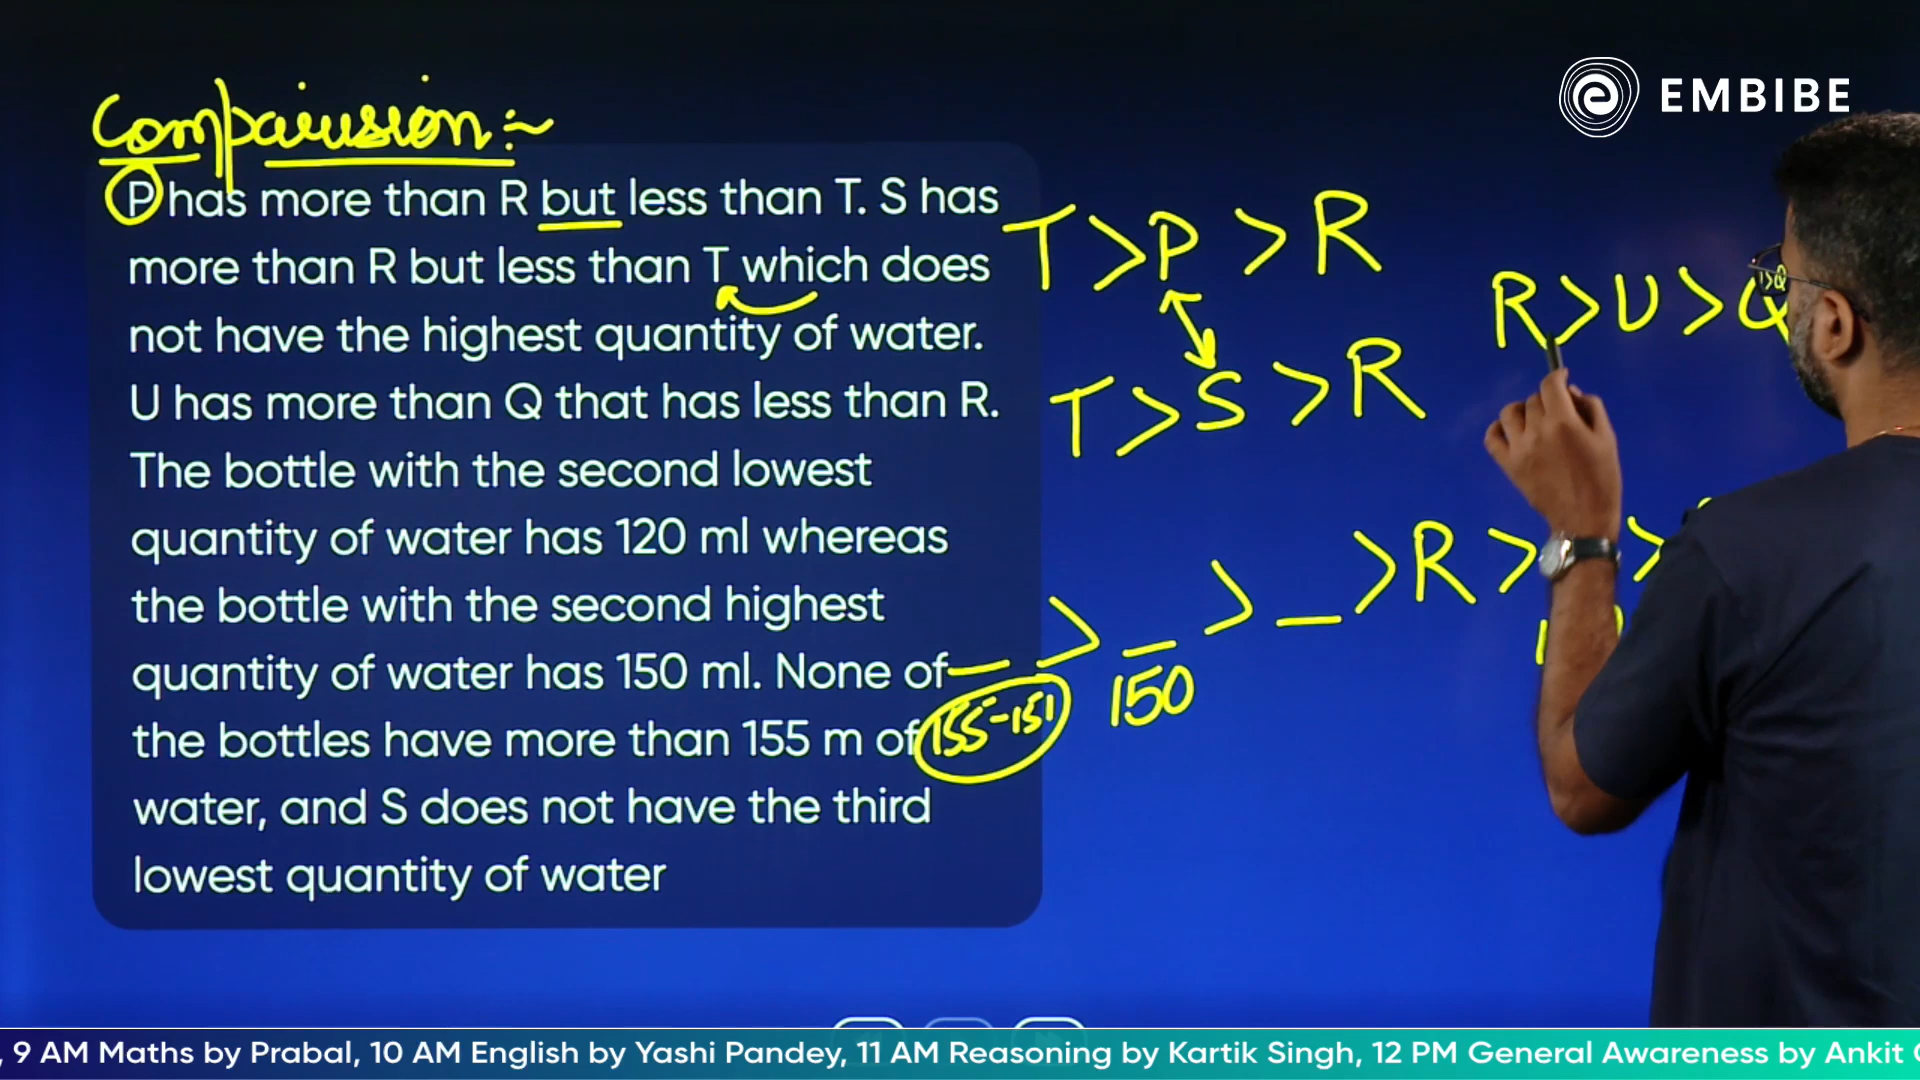 EMBIBE
Compairision :~
P has more than R but less than T. S has
more than R but less than T which does
not have the highest quantity of water.
U has more than Q that has less than R.
The bottle with the second lowest
quantity of water has 120 ml whereas
the bottle with the second highest
quantity of water has 150 ml. None of
the bottles have more than 155 m of
water, and S does not have the third
lowest quantity of water
T > P > R
T > S > R
R > U > Q
_ > _ > _ > R > >
155-151 150
, 9 AM Maths by Prabal, 10 AM English by Yashi Pandey, 11 AM Reasoning by Kartik Singh, 12 PM General Awareness by Ankit